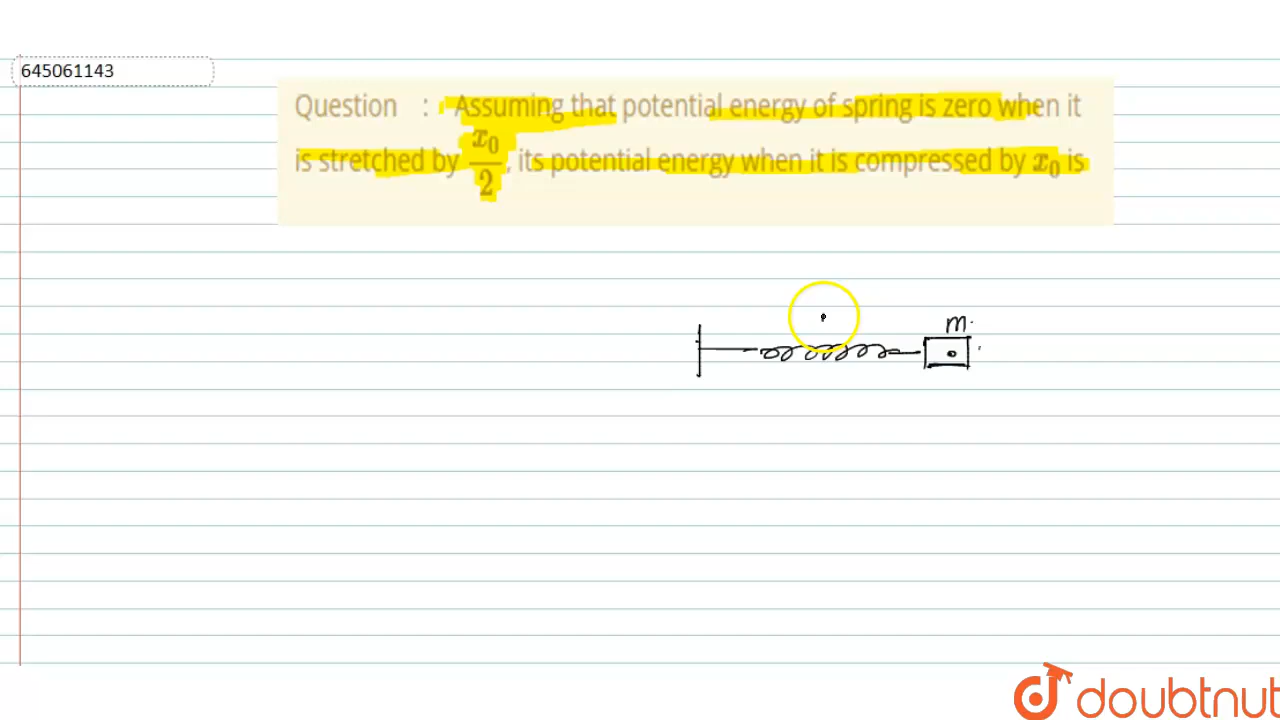 645061143
Question : Assuming that potential energy of spring is zero when it
is stretched by x₀/2, its potential energy when it is compressed by x₀ is
m
doubtnut